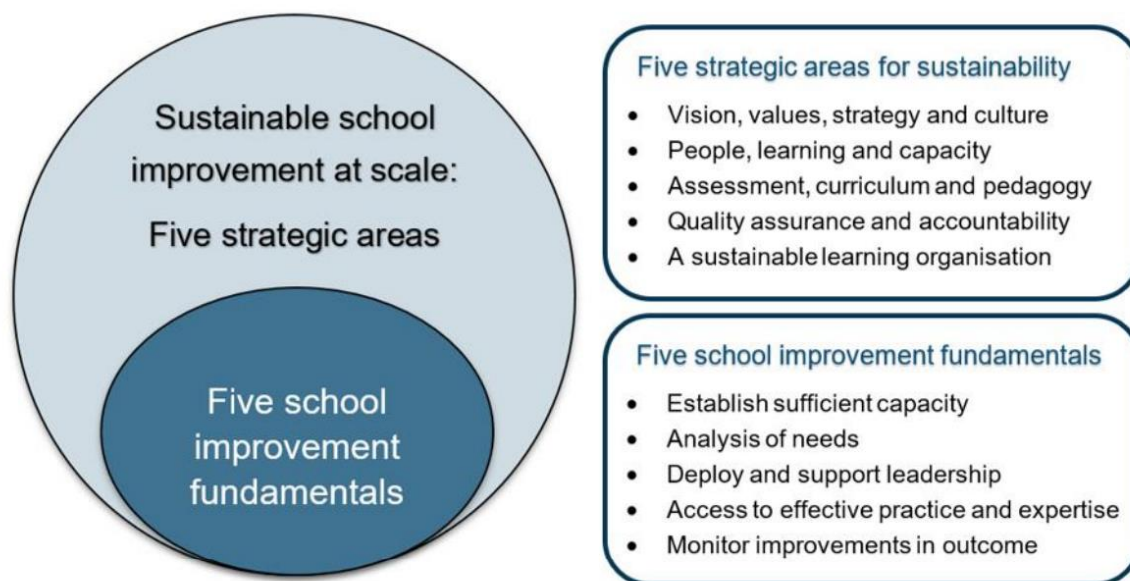 Sustainable school
improvement at scale:
Five strategic areas
Five school
improvement
fundamentals
Five strategic areas for sustainability
• Vision, values, strategy and culture
• People, learning and capacity
• Assessment, curriculum and pedagogy
• Quality assurance and accountability
• A sustainable learning organisation
Five school improvement fundamentals
• Establish sufficient capacity
• Analysis of needs
• Deploy and support leadership
• Access to effective practice and expertise
• Monitor improvements in outcome